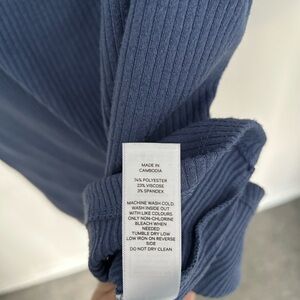 MADE IN
CAMBODIA
74% POLYESTER
23% VISCOSE
3% SPANDEX
MACHINE WASH COLD
WASH INSIDE OUT
WITH LIKE COLOURS
ONLY NON-CHLORINE
BLEACH WHEN
NEEDED
TUMBLE DRY LOW
LOW IRON ON REVERSE
SIDE
DO NOT DRY CLEAN